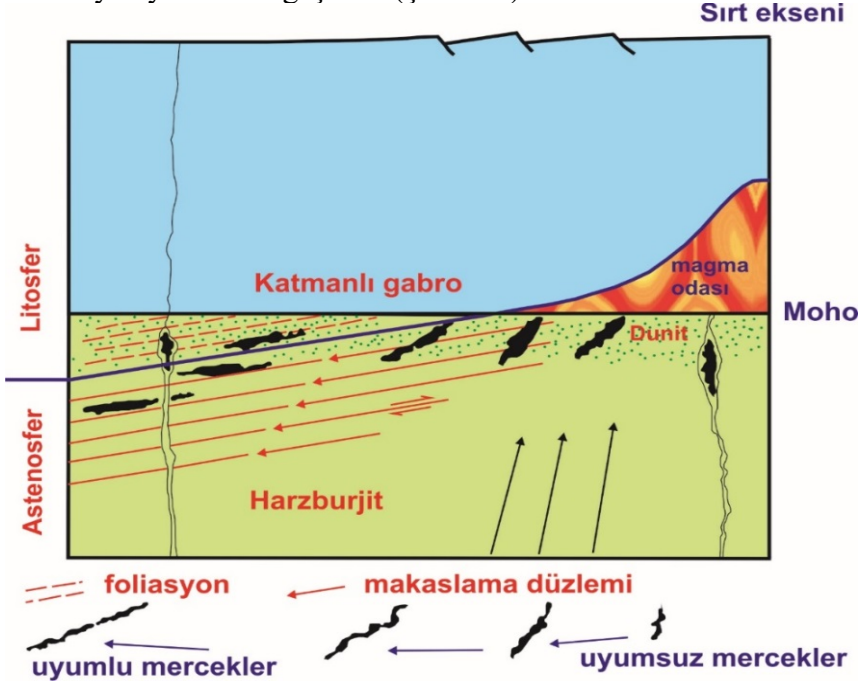 Sırt ekseni
Litosfer
Katmanlı gabro
magma
odası
Moho
Dunit
Astenosfer
Harzburjit
foliasyon
makaslama düzlemi
uyumlu mercekler
uyumsuz mercekler